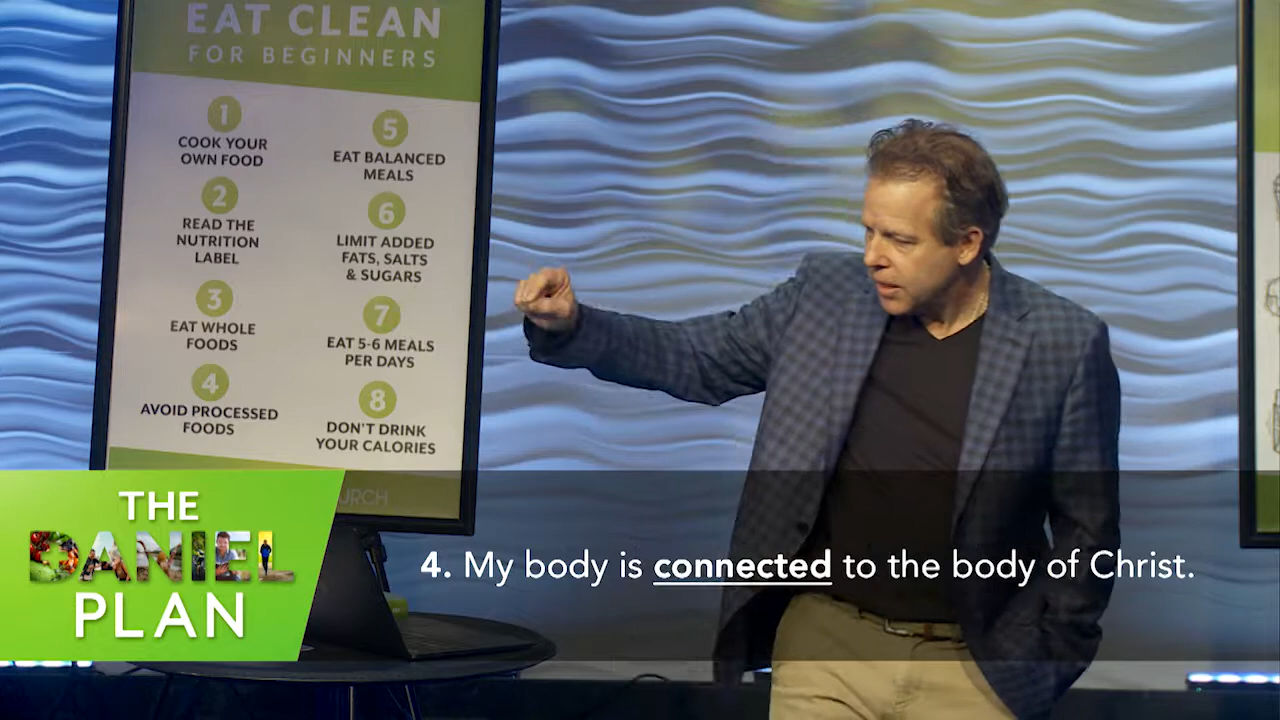 EAT CLEAN
FOR BEGINNERS
1
COOK YOUR
OWN FOOD
2
READ THE
NUTRITION
LABEL
3
EAT WHOLE
FOODS
4
AVOID PROCESSED
FOODS
5
EAT BALANCED
MEALS
6
LIMIT ADDED
FATS, SALTS
& SUGARS
7
EAT 5-6 MEALS
PER DAYS
8
DON'T DRINK
YOUR CALORIES
THE
DANIEL
PLAN
4. My body is connected to the body of Christ.